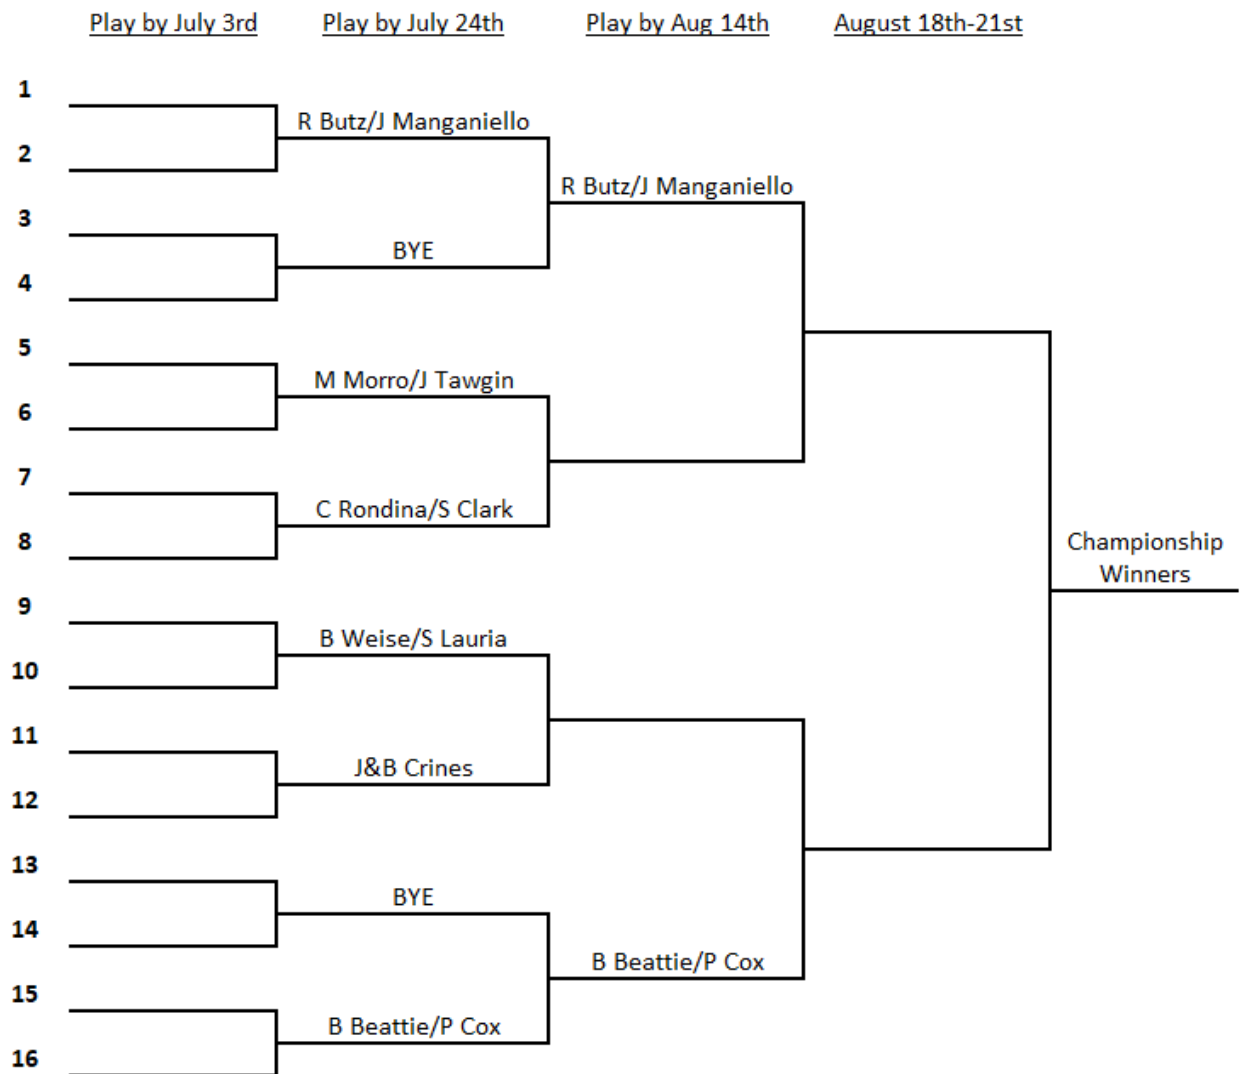 Play by July 3rd Play by July 24th Play by Aug 14th August 18th-21st
1
R Butz/J Manganiello
2
R Butz/J Manganiello
3
BYE
4
5
M Morro/J Tawgin
6
7
C Rondina/S Clark
8
Championship
Winners
9
B Weise/S Lauria
10
11
J&B Crines
12
13
BYE
14
B Beattie/P Cox
15
B Beattie/P Cox
16